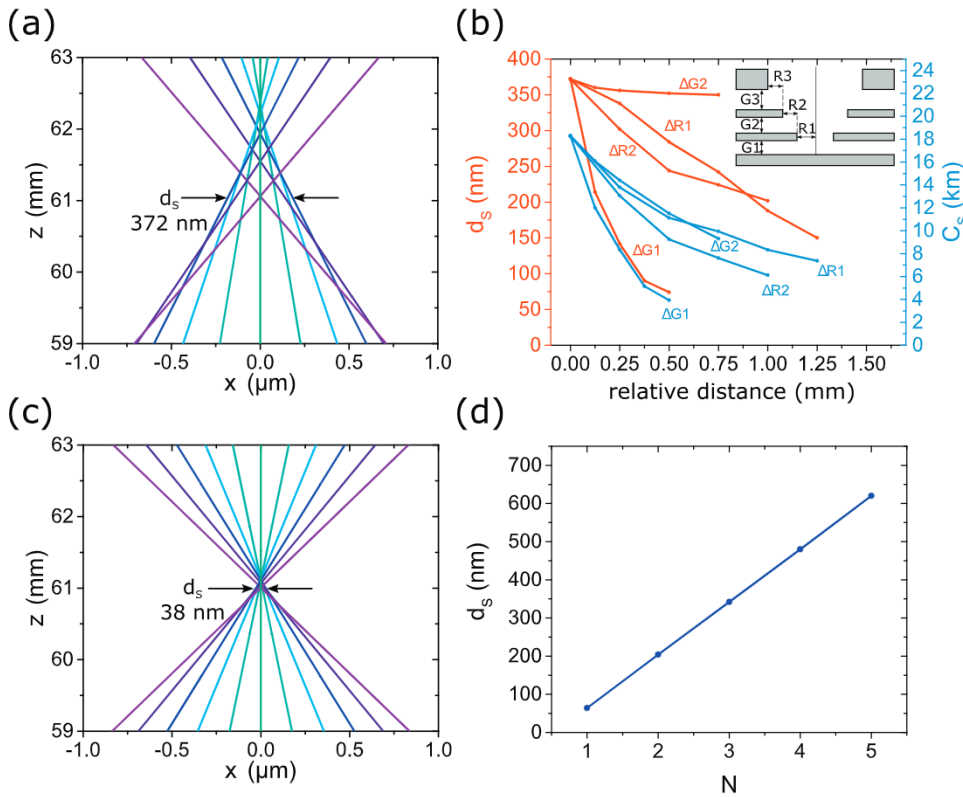 (a)
63
62
61
60
59
z (mm)
d_s
372 nm
-1.0
-0.5
0.0
0.5
1.0
x (µm)
(b)
400
350
300
250
200
150
100
50
0
d_s (nm)
ΔG2
ΔR1
ΔR2
ΔG1
ΔG2
ΔR1
ΔR2
ΔG1
R3
G3
R2
G2
R1
G1
24
22
20
18
16
14
12
10
8
6
4
2
0
C_s (km)
0.00
0.25
0.50
0.75
1.00
1.25
1.50
relative distance (mm)
(c)
63
62
61
60
59
z (mm)
d_s
38 nm
-1.0
-0.5
0.0
0.5
1.0
x (µm)
(d)
700
600
500
400
300
200
100
0
d_s (nm)
1
2
3
4
5
N